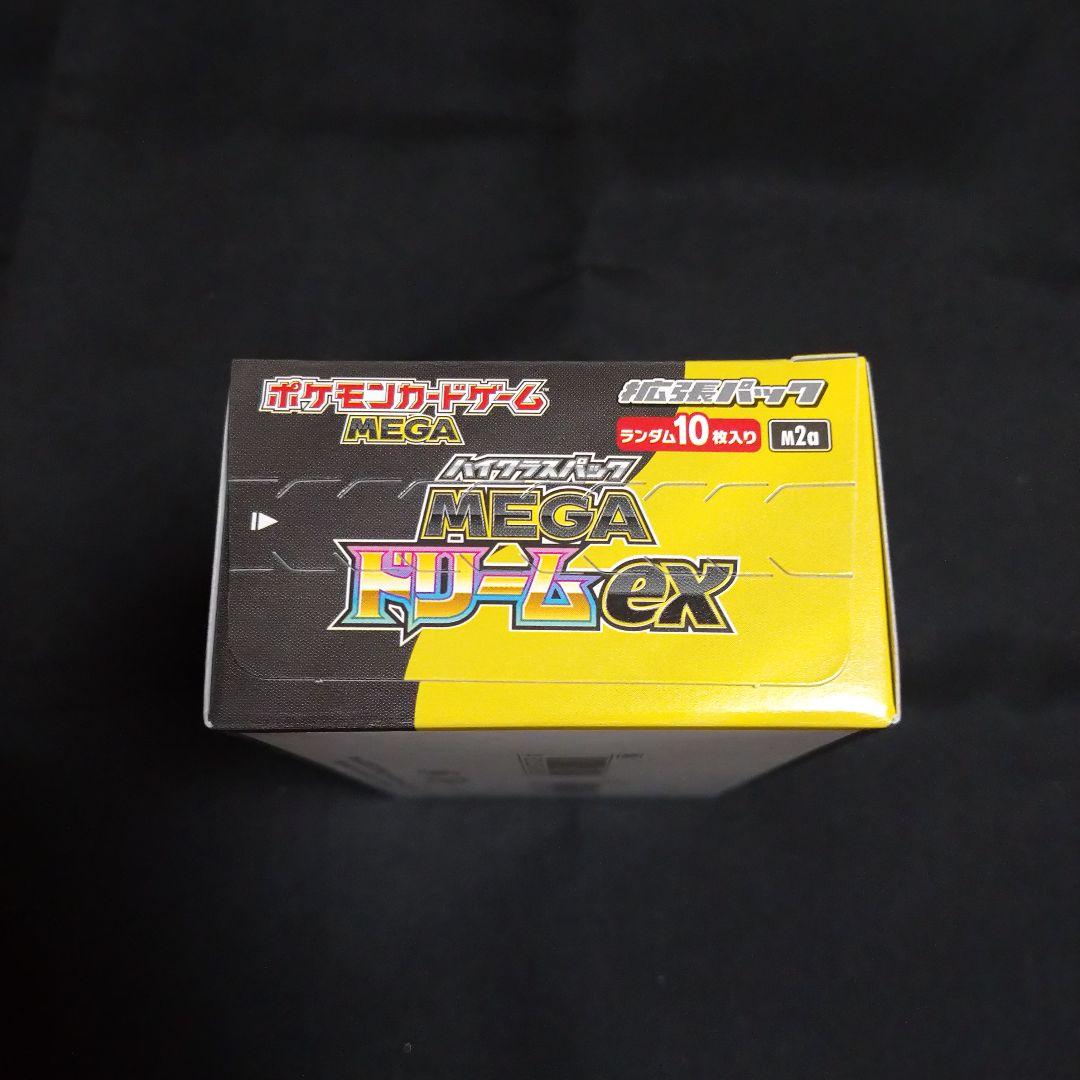 ポケモンカードゲーム™
MEGA
拡張パック
ランダム10枚入り
M2a
ハイクラスパック
MEGA
ドリームex